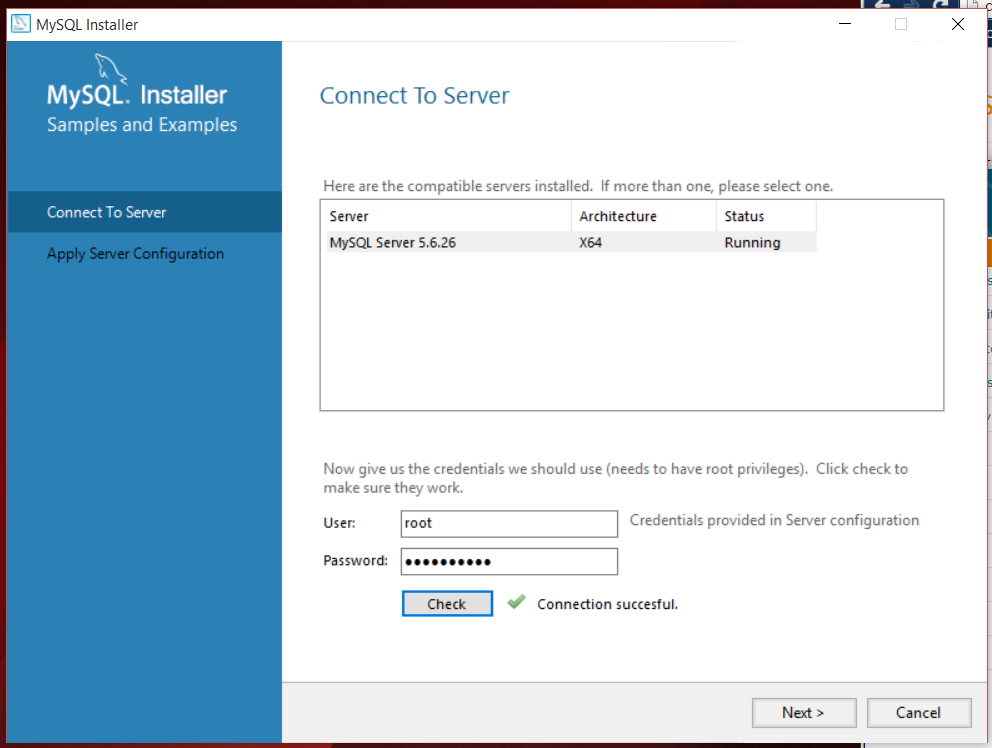 MySQL Installer
MySQL. Installer
Samples and Examples
Connect To Server
Apply Server Configuration
Connect To Server
Here are the compatible servers installed.  If more than one, please select one.
Server Architecture Status
MySQL Server 5.6.26 X64 Running
Now give us the credentials we should use (needs to have root privileges).  Click check to
make sure they work.
User: root Credentials provided in Server configuration
Password: ●●●●●●●●●●
Check Connection succesful.
Next > Cancel